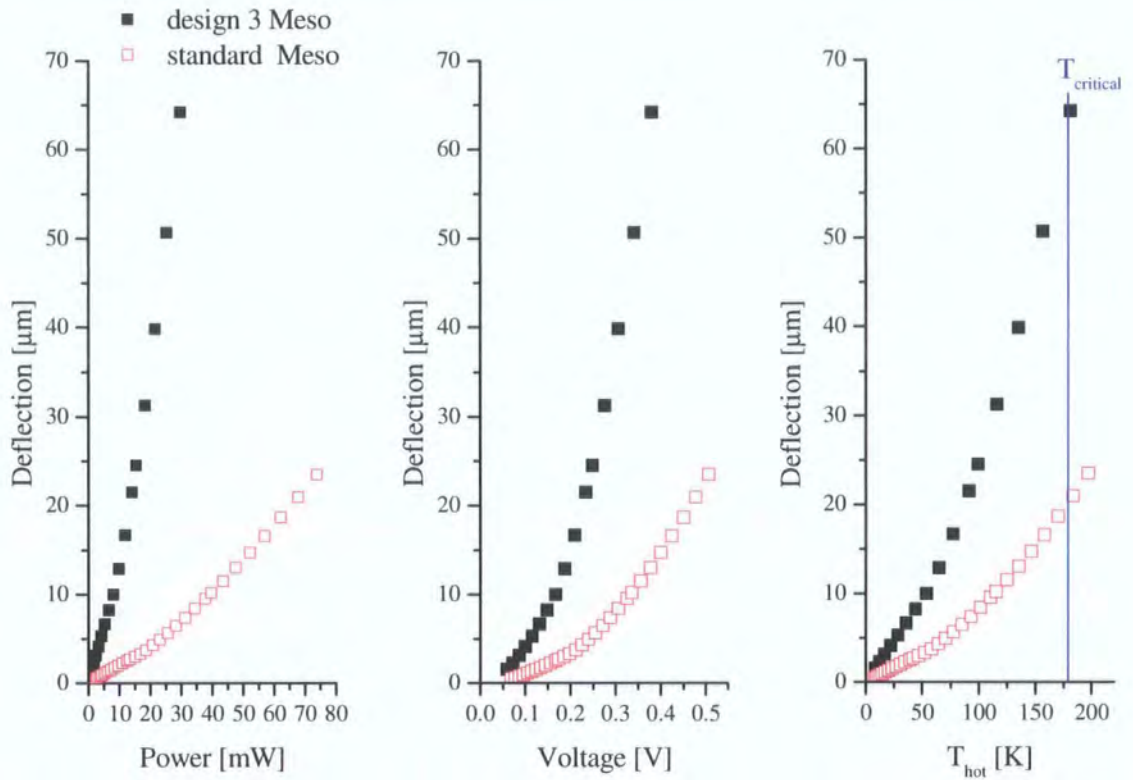 design 3 Meso
standard Meso
70
60
50
40
30
20
10
0
Deflection [μm]
0 10 20 30 40 50 60 70 80
Power [mW]
70
60
50
40
30
20
10
0
Deflection [μm]
0.0 0.1 0.2 0.3 0.4 0.5
Voltage [V]
70
60
50
40
30
20
10
0
Deflection [μm]
T critical
0 50 100 150 200
T hot [K]